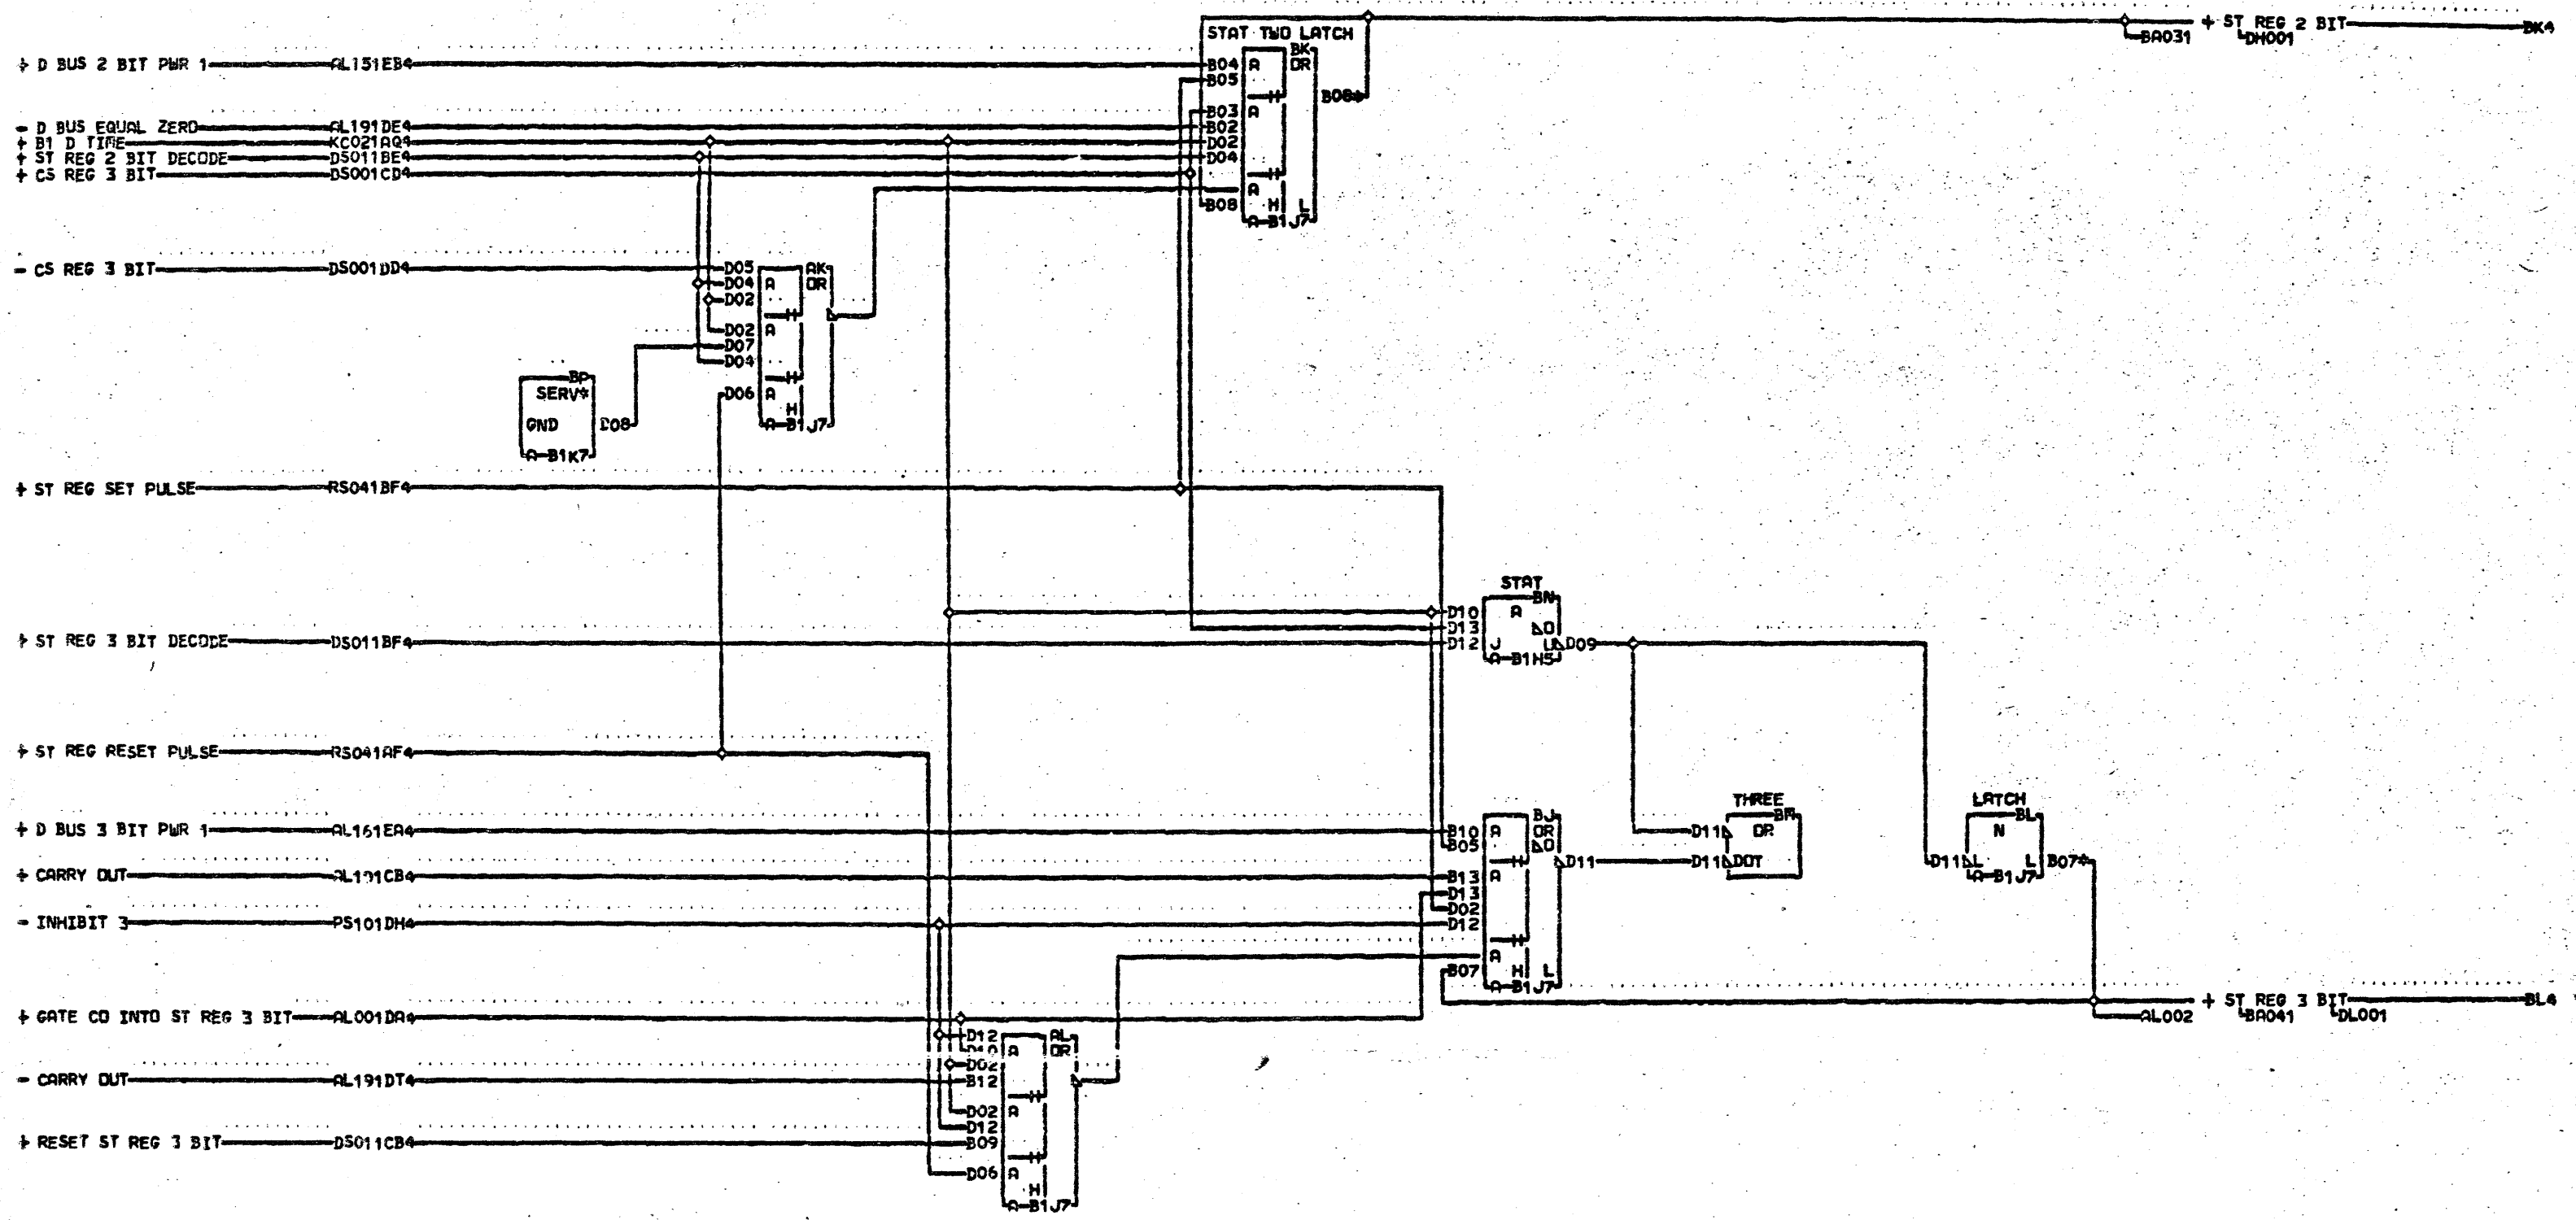 STAT TWO LATCH
+ ST REG 2 BIT BK4
BA031 DH001
+ D BUS 2 BIT PWR 1 AL151EB4 B04 A BK OR
B05
B08*
B03 A
- D BUS EQUAL ZERO AL191DE4 B02
+ B1 D TIME KC021AQ4 D02
+ ST REG 2 BIT DECODE DS011BE4 D04
+ CS REG 3 BIT DS001CD4
A
B08 H L
A-B1J7
- CS REG 3 BIT DS001DD4 D05 AK
D04 A OR
D02
D02 A
D07
D04
BP
SERV*
D06 A
H
GND D08 A-B1J7
A-B1K7
+ ST REG SET PULSE RS041BF4
STAT
BN
D10 A
D13
+ ST REG 3 BIT DECODE DS011BF4 D12 J D09
A-B1H5
+ ST REG RESET PULSE RS041AF4
THREE LATCH
BJ BM BL
+ D BUS 3 BIT PWR 1 AL161EA4 B10 A OR D11 OR N
B05
D11 D11 DOT D11 L L B07*
+ CARRY OUT AL191CB4 B13 A A-B1J7
D13
D02
- INHIBIT 3 PS101DH4 D12
A
B07 H L
A-B1J7
+ ST REG 3 BIT BL4
AL002 BA041 DL001
+ GATE CO INTO ST REG 3 BIT AL001DA4
D12 AL
A OR
D02
- CARRY OUT AL191DT4 B12
D02 A
D12
+ RESET ST REG 3 BIT DS011CB4 B09
D06 A
H
A-B1J7